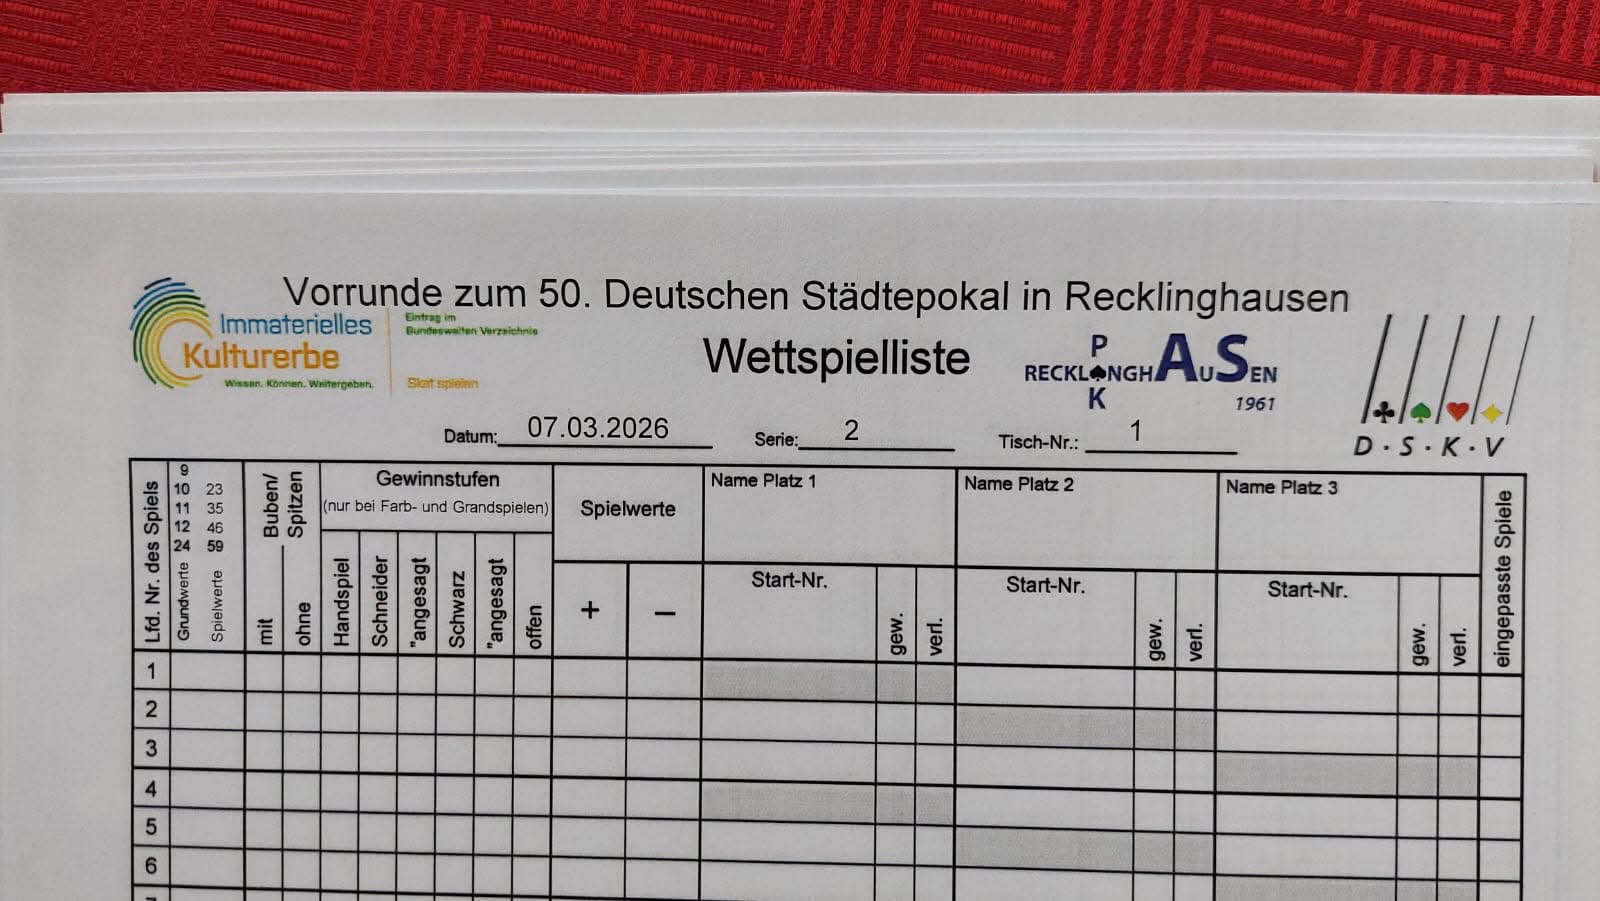 Vorrunde zum 50. Deutschen Städtepokal in Recklinghausen
Immaterielles
Kulturerbe
Wissen. Können. Weitergeben.
Eintrag im
Bundesweiten Verzeichnis
Skat spielen
Wettspielliste
P
RECKL♠NGHAUSEN
K
1961
D·S·K·V
Datum: 07.03.2026 Serie: 2 Tisch-Nr.: 1
Lfd. Nr. des Spiels
9
10 23
11 35
12 46
24 59
Grundwerte
Spielwerte
Buben/
Spitzen
mit
ohne
Gewinnstufen
(nur bei Farb- und Grandspielen)
Handspiel
Schneider
"angesagt
Schwarz
"angesagt
offen
Spielwerte
+ –
Name Platz 1
Start-Nr.
gew.
verl.
Name Platz 2
Start-Nr.
gew.
verl.
Name Platz 3
Start-Nr.
gew.
verl.
eingepasste Spiele
1
2
3
4
5
6